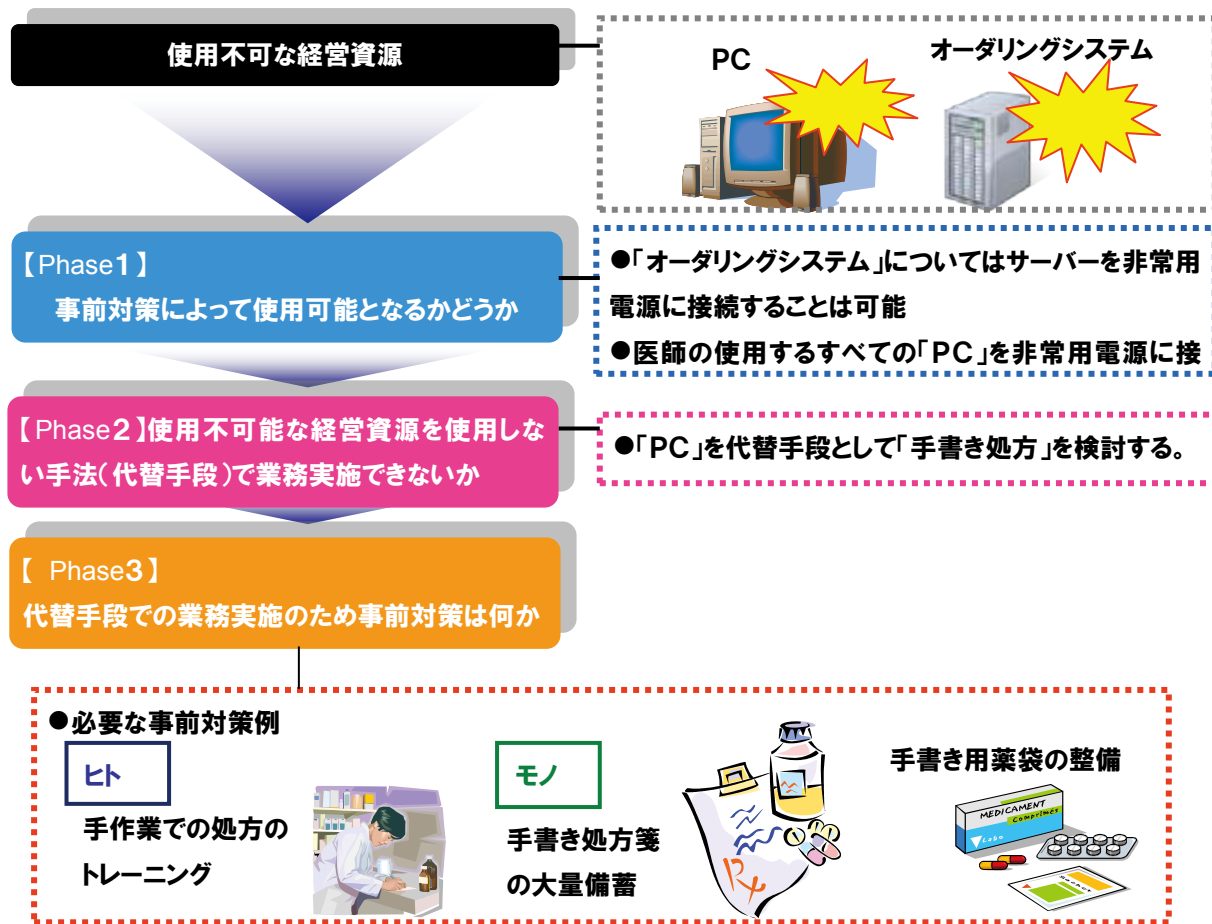 使用不可な経営資源
PC
オーダリングシステム
【Phase1】
事前対策によって使用可能となるかどうか
●「オーダリングシステム」についてはサーバーを非常用
電源に接続することは可能
●医師の使用するすべての「PC」を非常用電源に接
【Phase2】使用不可能な経営資源を使用しな
い手法(代替手段)で業務実施できないか
●「PC」を代替手段として「手書き処方」を検討する。
【 Phase3】
代替手段での業務実施のため事前対策は何か
●必要な事前対策例
ヒト
手作業での処方の
トレーニング
モノ
手書き処方箋
の大量備蓄
手書き用薬袋の整備
MEDICAMENT
Comprimés
Labo